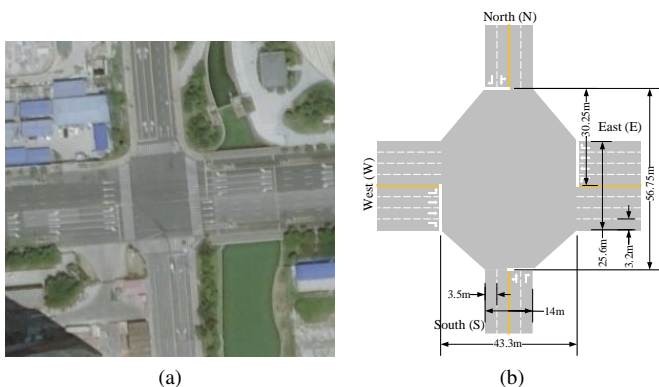 North (N)
30.25m
East (E)
West (W)
56.75m
25.6m
3.2m
3.5m
14m
South (S)
43.3m
(a)
(b)